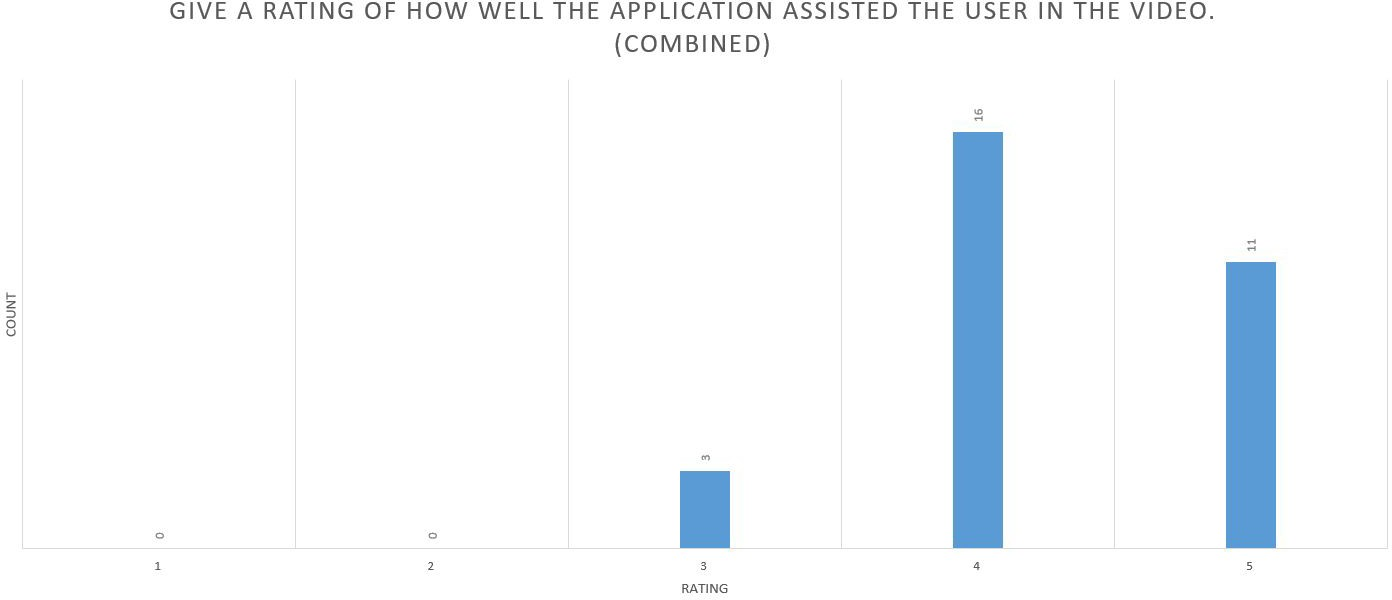 GIVE A RATING OF HOW WELL THE APPLICATION ASSISTED THE USER IN THE VIDEO.
(COMBINED)
COUNT
0
0
3
16
11
1
2
3
4
5
RATING